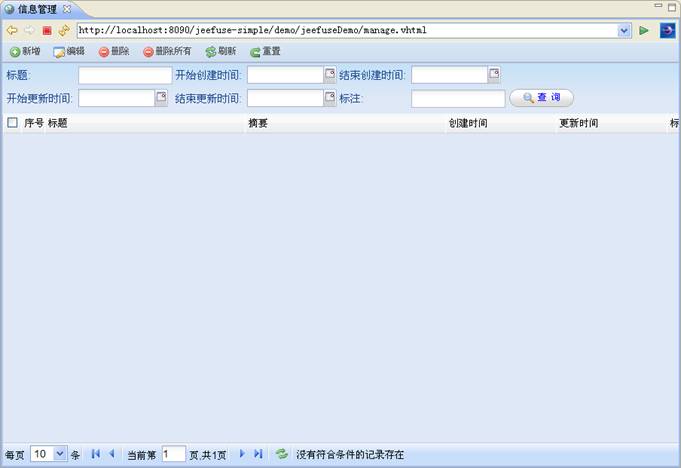 信息管理
http://localhost:8090/jeefuse-simple/demo/jeefuseDemo/manage.vhtml
新增 编辑 删除 删除所有 刷新 重置
标题: 开始创建时间: 结束创建时间:
开始更新时间: 结束更新时间: 标注: 查 询
序号 标题 摘要 创建时间 更新时间 标
每页 10 条 当前第 1 页,共1页 没有符合条件的记录存在